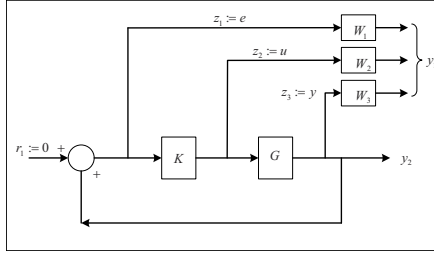 z₁ := e
W₁
z₂ := u
W₂
y
z₃ := y
W₃
r₁ := 0
+
+
K
G
y₂